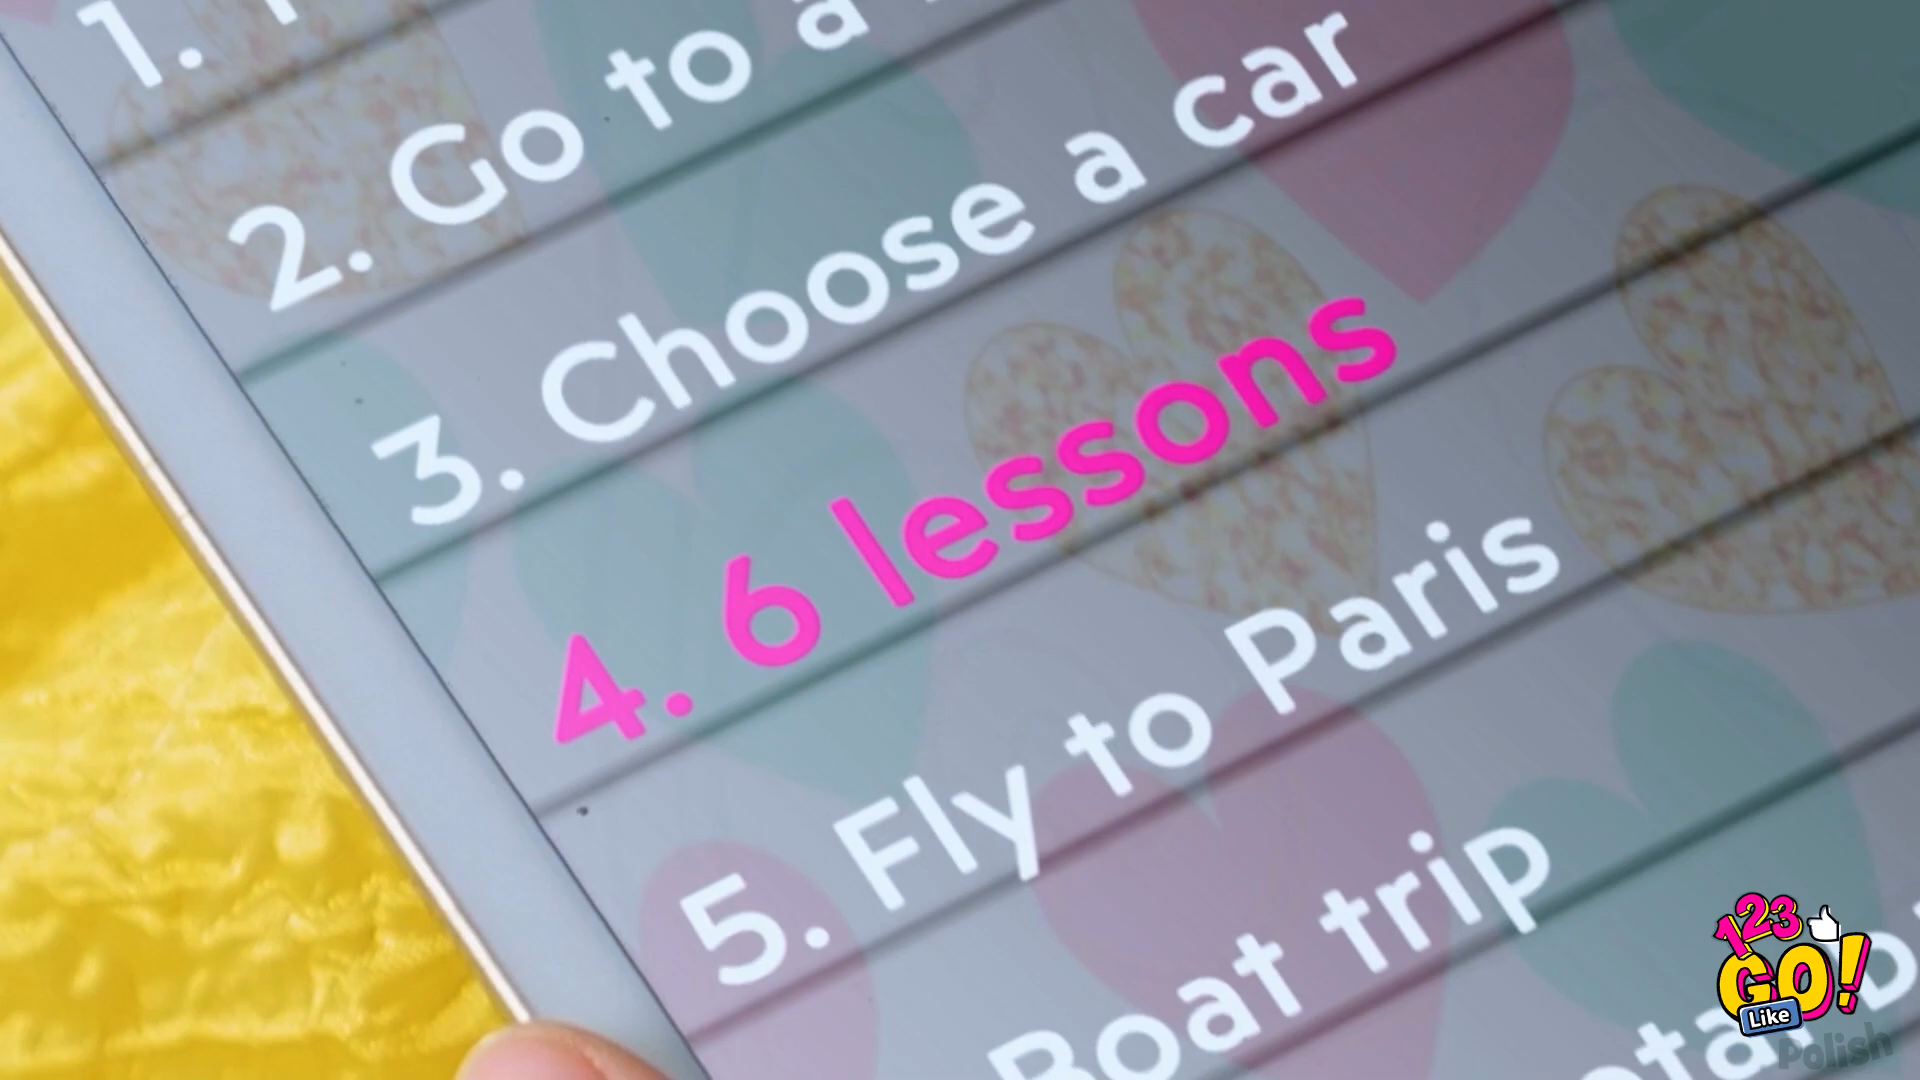 1.
2. Go to a
3. Choose a car
4. 6 lessons
5. Fly to Paris
Boat trip
123
GO!
Like
Polish